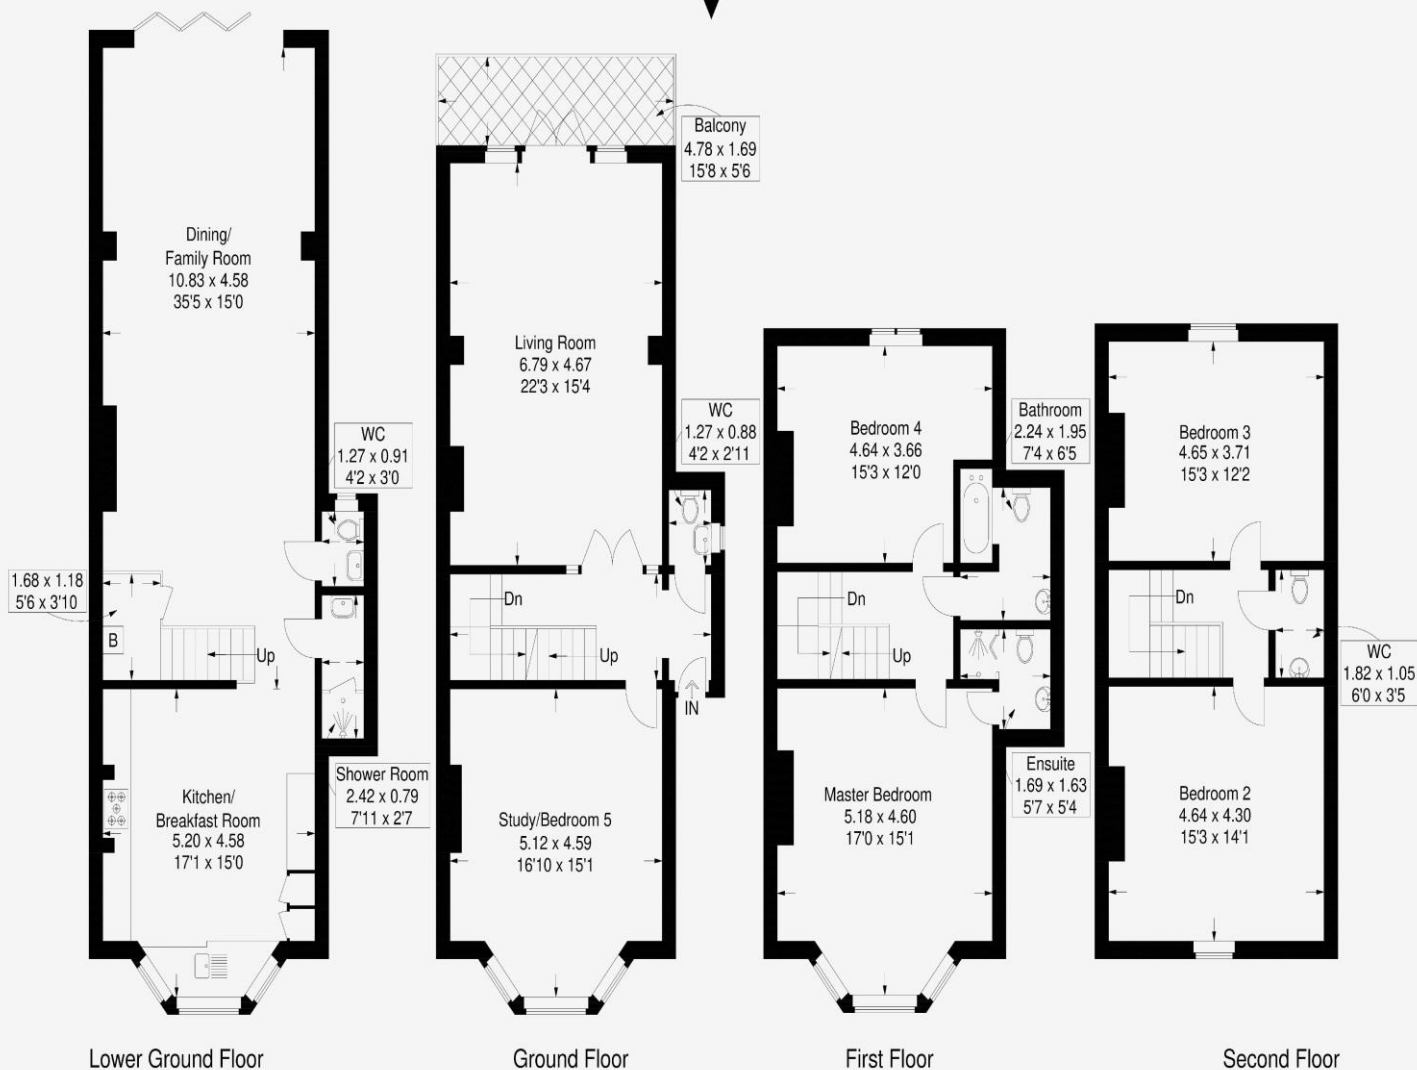 Dining/
Family Room
10.83 x 4.58
35'5 x 15'0
WC
1.27 x 0.91
4'2 x 3'0
1.68 x 1.18
5'6 x 3'10
B
Up
Kitchen/
Breakfast Room
5.20 x 4.58
17'1 x 15'0
Shower Room
2.42 x 0.79
7'11 x 2'7
Lower Ground Floor
Balcony
4.78 x 1.69
15'8 x 5'6
Living Room
6.79 x 4.67
22'3 x 15'4
WC
1.27 x 0.88
4'2 x 2'11
Dn
Up
IN
Study/Bedroom 5
5.12 x 4.59
16'10 x 15'1
Ground Floor
Bedroom 4
4.64 x 3.66
15'3 x 12'0
Bathroom
2.24 x 1.95
7'4 x 6'5
Dn
Up
Master Bedroom
5.18 x 4.60
17'0 x 15'1
Ensuite
1.69 x 1.63
5'7 x 5'4
First Floor
Bedroom 3
4.65 x 3.71
15'3 x 12'2
Dn
WC
1.82 x 1.05
6'0 x 3'5
Bedroom 2
4.64 x 4.30
15'3 x 14'1
Second Floor